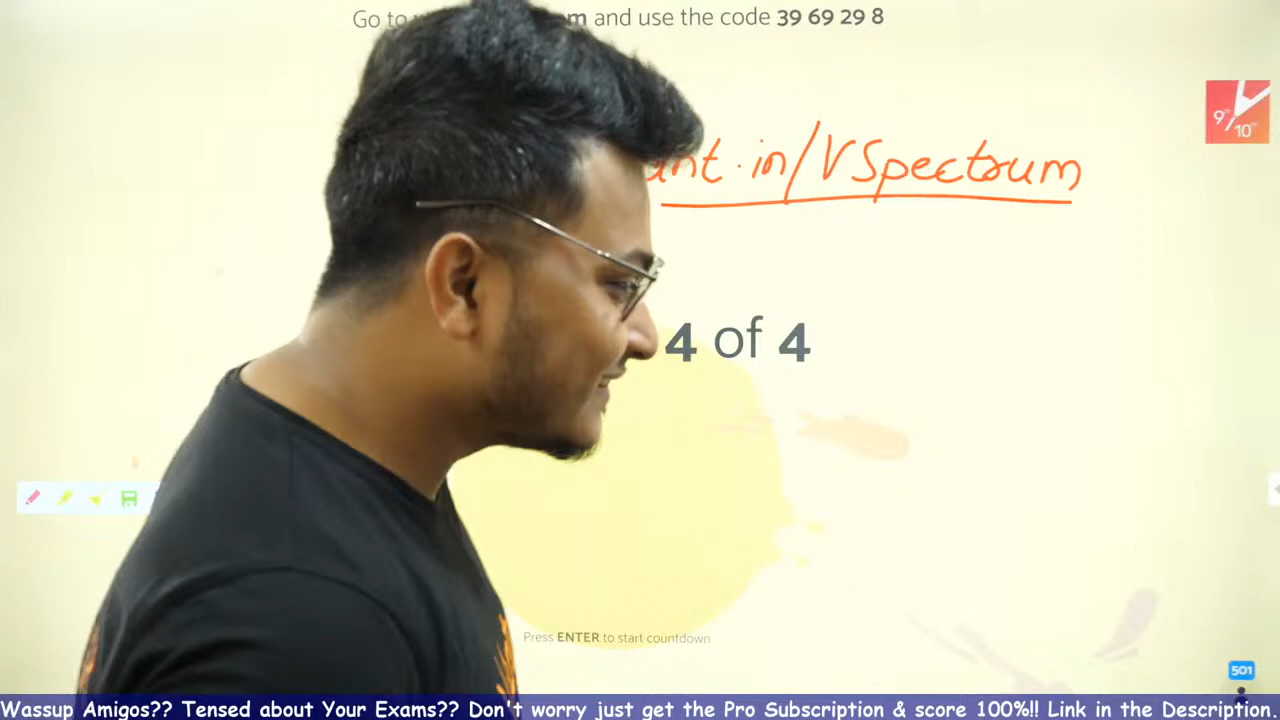 Go to and use the code 39 69 29 8
9th/10th
ant.in/VSpectrum
4 of 4
Press ENTER to start countdown
501
Wassup Amigos?? Tensed about Your Exams?? Don't worry just get the Pro Subscription & score 100%!! Link in the Description.